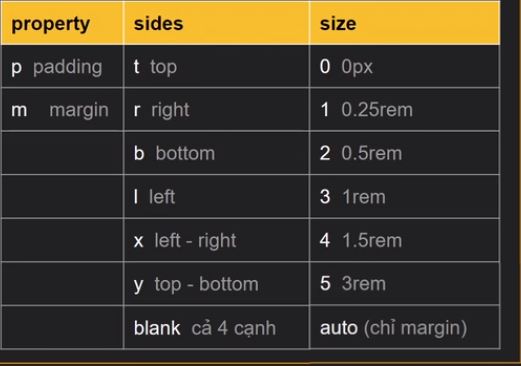 property sides size
p padding t top 0 0px
m margin r right 1 0.25rem
b bottom 2 0.5rem
l left 3 1rem
x left - right 4 1.5rem
y top - bottom 5 3rem
blank cả 4 cạnh auto (chỉ margin)